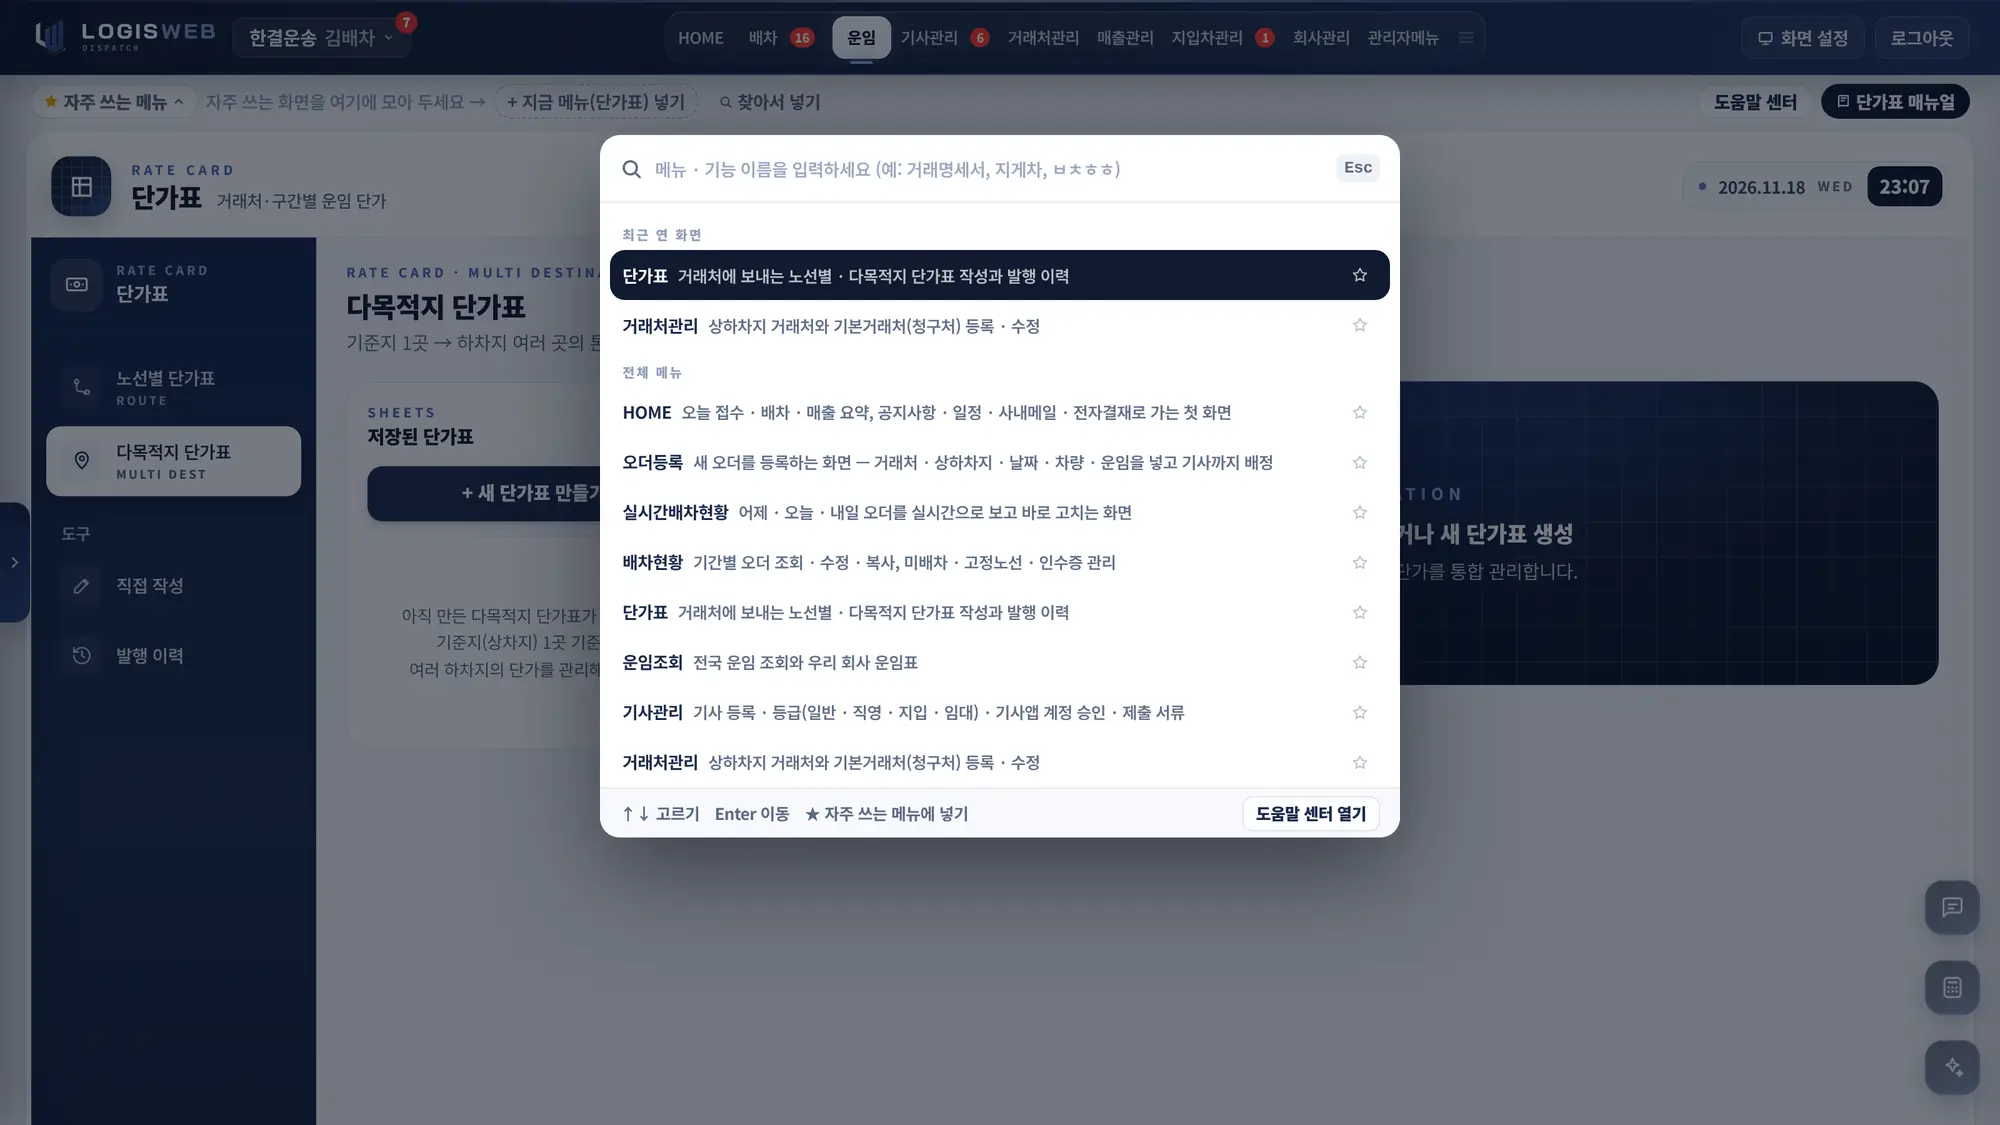 LOGISWEB
DISPATCH
한결운송 김배차
7
HOME 배차 16 운임 기사관리 6 거래처관리 매출관리 지입차관리 1 회사관리 관리자메뉴
화면 설정
로그아웃
★ 자주 쓰는 메뉴
자주 쓰는 화면을 여기에 모아 두세요 →
+ 지금 메뉴(단가표) 넣기
찾아서 넣기
도움말 센터
단가표 매뉴얼
RATE CARD
단가표 거래처·구간별 운임 단가
2026.11.18 WED 23:07
RATE CARD
단가표
노선별 단가표
ROUTE
다목적지 단가표
MULTI DEST
도구
직접 작성
발행 이력
RATE CARD · MULTI DESTINA
다목적지 단가표
기준지 1곳 → 하차지 여러 곳의
SHEETS
저장된 단가표
+ 새 단가표 만들기
아직 만든 다목적지 단가표가
기준지(상차지) 1곳 기준
여러 하차지의 단가를 관리해
ATION
거나 새 단가표 생성
단가를 통합 관리합니다.
메뉴 · 기능 이름을 입력하세요 (예: 거래명세서, 지게차, ㅂㅊㅎㅎ)
Esc
최근 연 화면
단가표 거래처에 보내는 노선별 · 다목적지 단가표 작성과 발행 이력
거래처관리 상하차지 거래처와 기본거래처(청구처) 등록 · 수정
전체 메뉴
HOME 오늘 접수 · 배차 · 매출 요약, 공지사항 · 일정 · 사내메일 · 전자결재로 가는 첫 화면
오더등록 새 오더를 등록하는 화면 — 거래처 · 상하차지 · 날짜 · 차량 · 운임을 넣고 기사까지 배정
실시간배차현황 어제 · 오늘 · 내일 오더를 실시간으로 보고 바로 고치는 화면
배차현황 기간별 오더 조회 · 수정 · 복사, 미배차 · 고정노선 · 인수증 관리
단가표 거래처에 보내는 노선별 · 다목적지 단가표 작성과 발행 이력
운임조회 전국 운임 조회와 우리 회사 운임표
기사관리 기사 등록 · 등급(일반 · 직영 · 지입 · 임대) · 기사앱 계정 승인 · 제출 서류
거래처관리 상하차지 거래처와 기본거래처(청구처) 등록 · 수정
↑↓ 고르기 Enter 이동 ★ 자주 쓰는 메뉴에 넣기
도움말 센터 열기